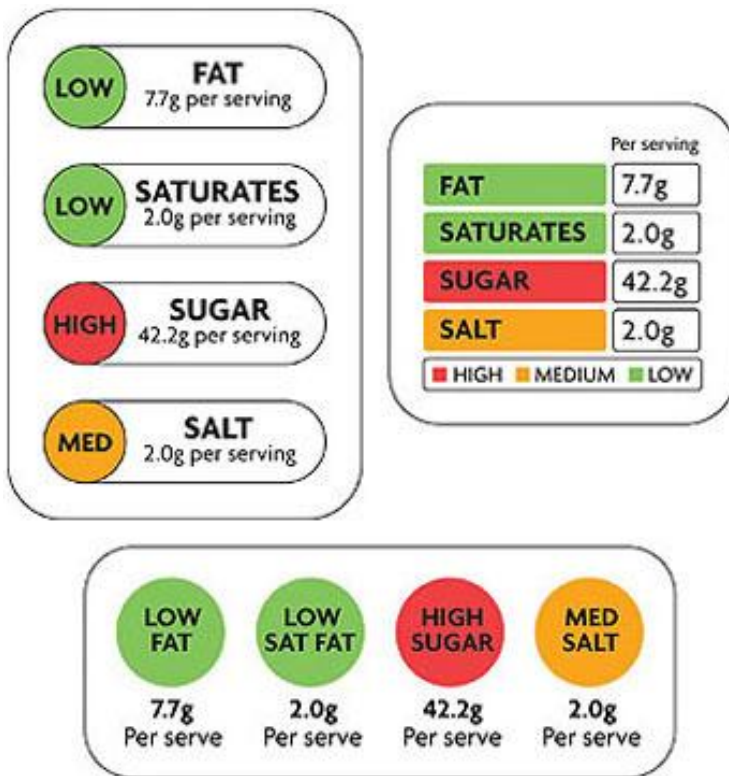 LOW
FAT
7.7g per serving
LOW
SATURATES
2.0g per serving
HIGH
SUGAR
42.2g per serving
MED
SALT
2.0g per serving
Per serving
FAT 7.7g
SATURATES 2.0g
SUGAR 42.2g
SALT 2.0g
HIGH MEDIUM LOW
LOW FAT
7.7g
Per serve
LOW SAT FAT
2.0g
Per serve
HIGH SUGAR
42.2g
Per serve
MED SALT
2.0g
Per serve